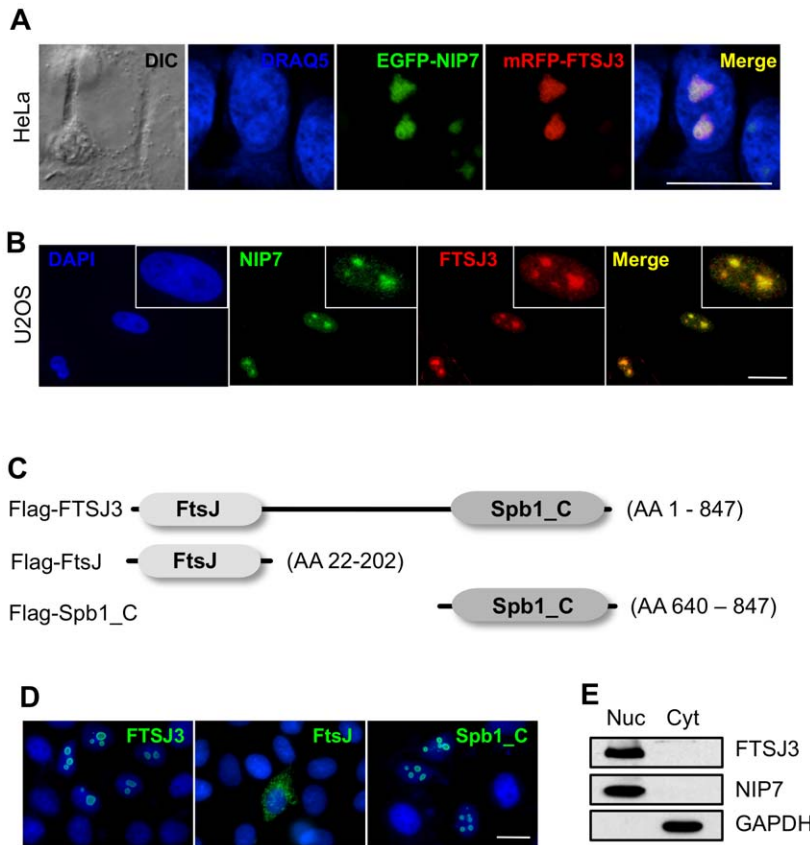 A
HeLa
DIC
DRAQ5
EGFP-NIP7
mRFP-FTSJ3
Merge
B
U2OS
DAPI
NIP7
FTSJ3
Merge
C
Flag-FTSJ3 FtsJ Spb1_C (AA 1 - 847)
Flag-FtsJ FtsJ (AA 22-202)
Flag-Spb1_C Spb1_C (AA 640 – 847)
D
FTSJ3
FtsJ
Spb1_C
E
Nuc Cyt
FTSJ3
NIP7
GAPDH